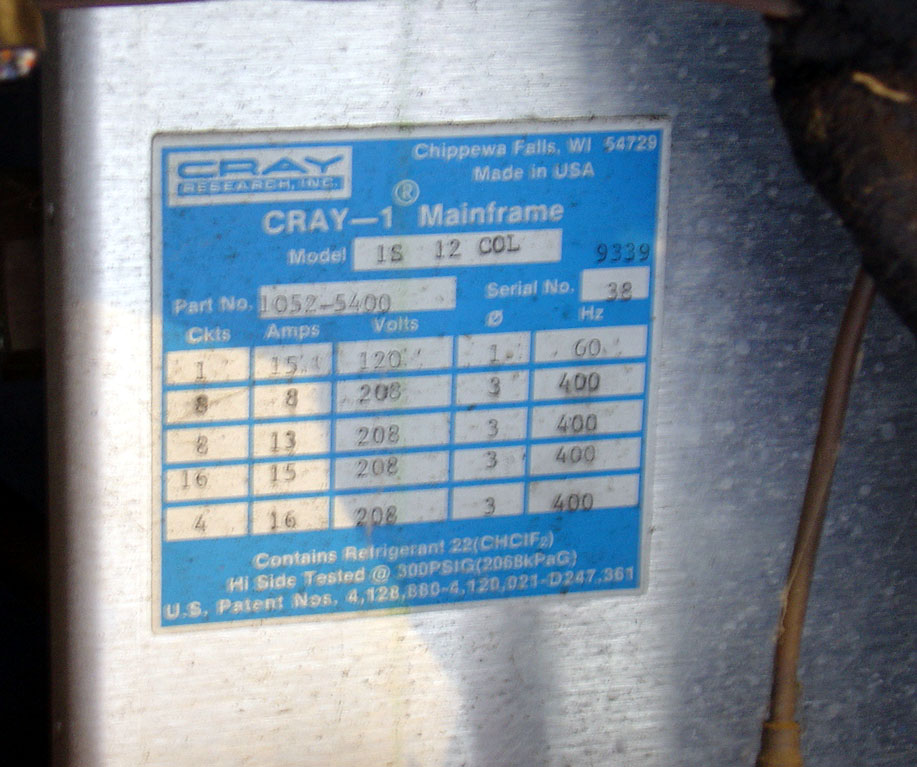 CRAY
RESEARCH, INC.
Chippewa Falls, WI 54729
Made in USA
®
CRAY-1 Mainframe
Model 1S 12 COL 9339
Part No. 1052-5400 Serial No. 38
Ckts Amps Volts Ø Hz
1 15 120 1 60
8 8 208 3 400
8 13 208 3 400
16 15 208 3 400
4 16 208 3 400
Contains Refrigerant 22(CHClF₂)
Hi Side Tested @ 300PSIG(2068kPaG)
U.S. Patent Nos. 4,128,880-4,120,021-D247,361